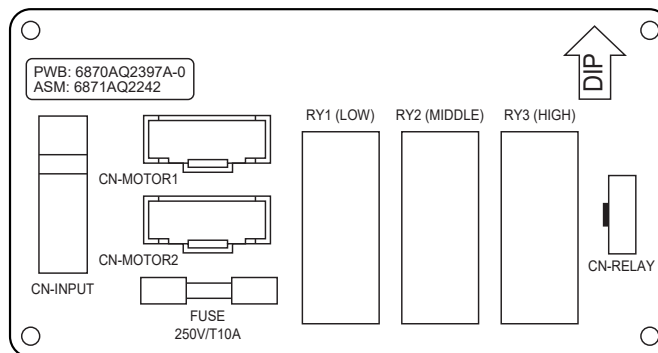 PWB: 6870AQ2397A-0
ASM: 6871AQ2242
DIP
RY1 (LOW)
RY2 (MIDDLE)
RY3 (HIGH)
CN-MOTOR1
CN-MOTOR2
CN-INPUT
CN-RELAY
FUSE
250V/T10A